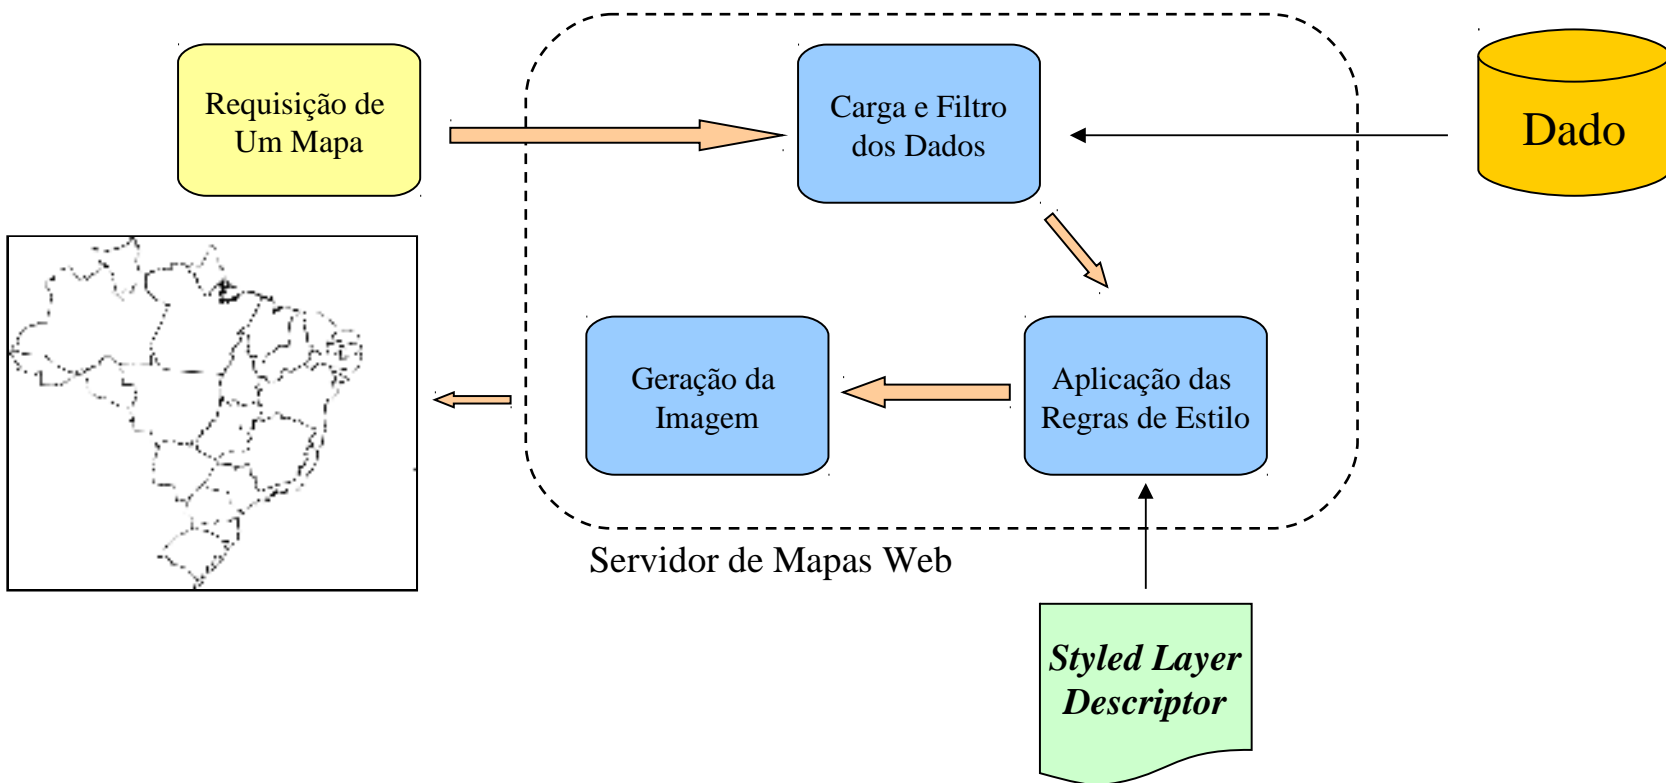 Requisição de
Um Mapa
Carga e Filtro
dos Dados
Dado
Geração da
Imagem
Aplicação das
Regras de Estilo
Servidor de Mapas Web
Styled Layer
Descriptor